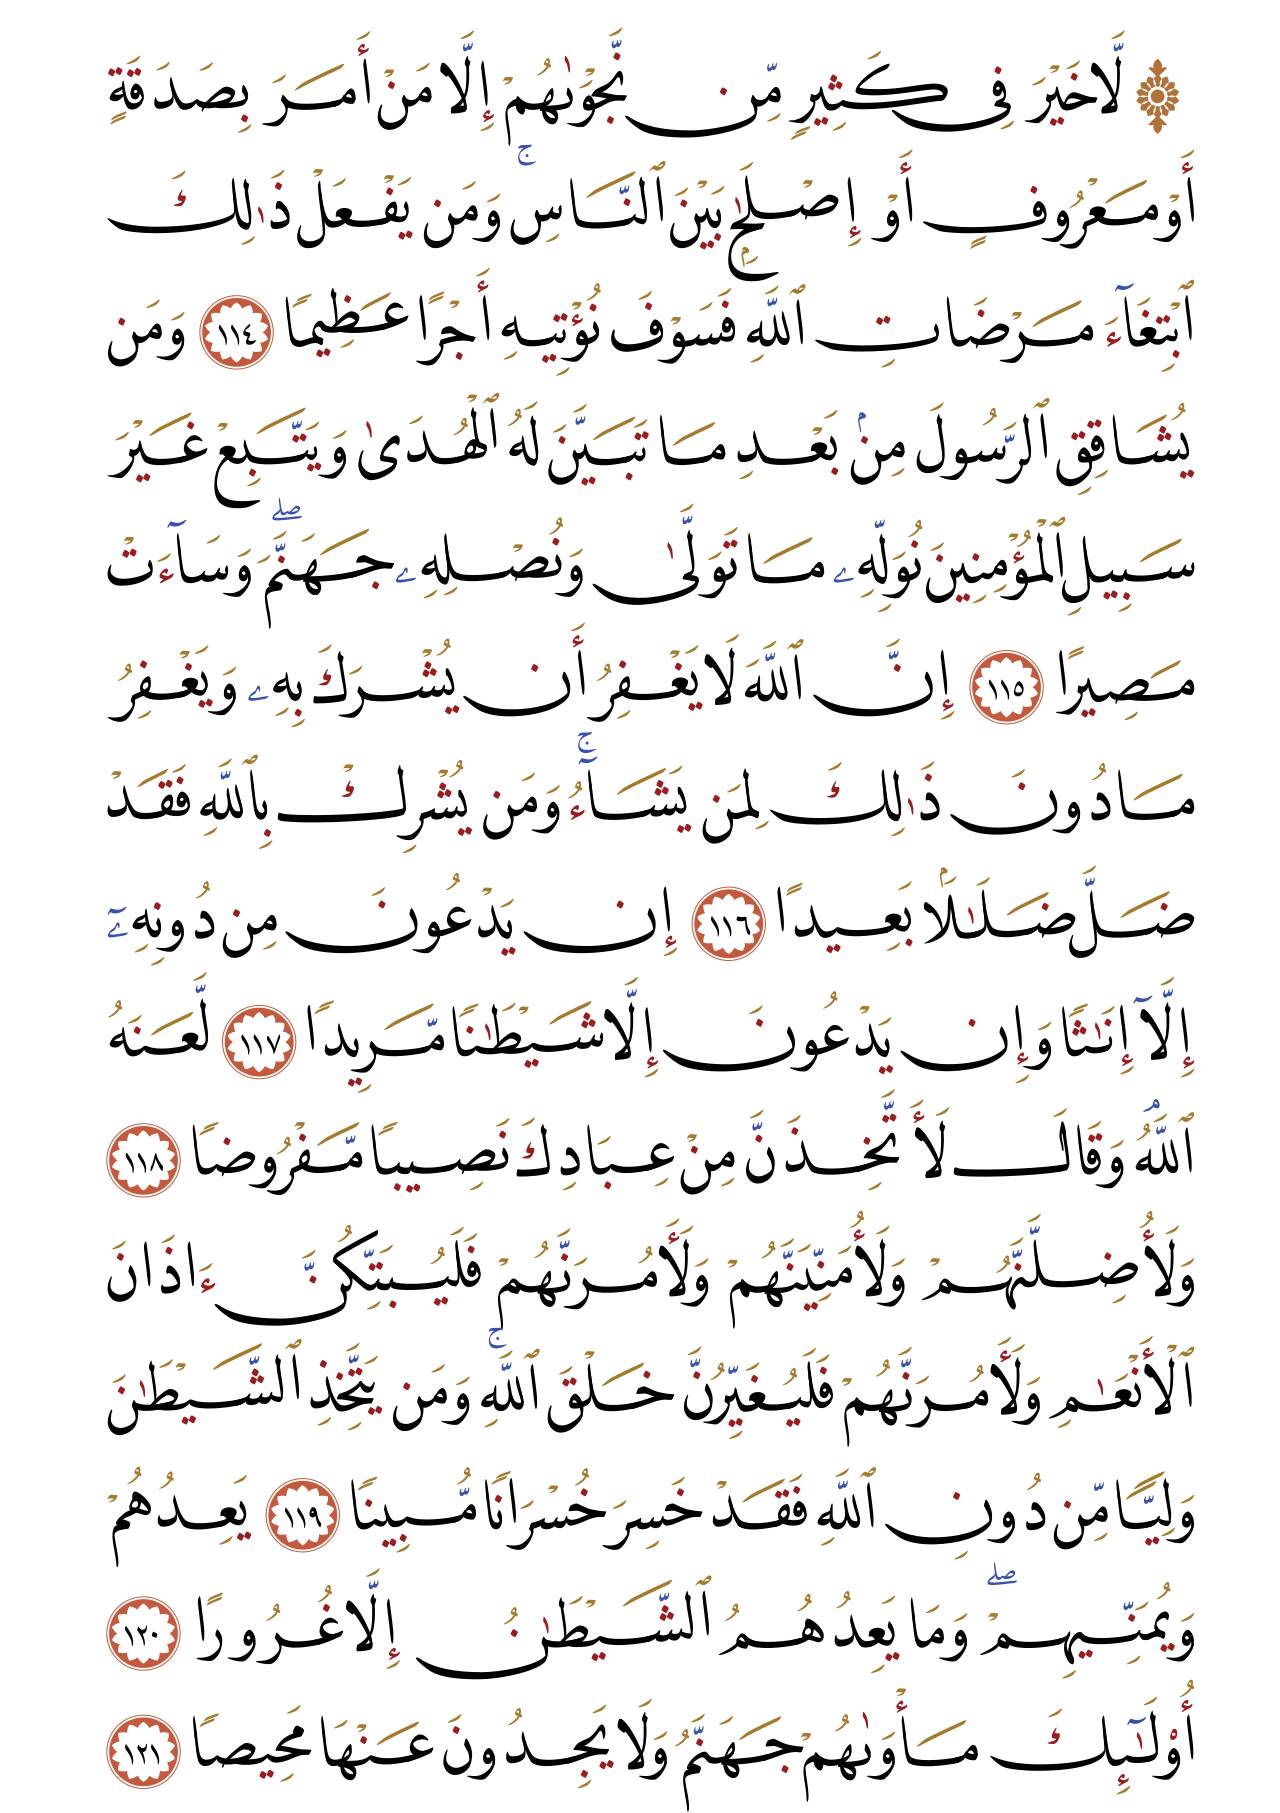 ۞ لَّا خَيْرَ فِي كَثِيرٍ مِّن نَّجْوَىٰهُمْ إِلَّا مَنْ أَمَرَ بِصَدَقَةٍ
أَوْ مَعْرُوفٍ أَوْ إِصْلَٰحٍۭ بَيْنَ ٱلنَّاسِۚ وَمَن يَفْعَلْ ذَٰلِكَ
ٱبْتِغَآءَ مَرْضَاتِ ٱللَّهِ فَسَوْفَ نُؤْتِيهِ أَجْرًا عَظِيمًا ١١٤ وَمَن
يُشَاقِقِ ٱلرَّسُولَ مِنۢ بَعْدِ مَا تَبَيَّنَ لَهُ ٱلْهُدَىٰ وَيَتَّبِعْ غَيْرَ
سَبِيلِ ٱلْمُؤْمِنِينَ نُوَلِّهِۦ مَا تَوَلَّىٰ وَنُصْلِهِۦ جَهَنَّمَۖ وَسَآءَتْ
مَصِيرًا ١١٥ إِنَّ ٱللَّهَ لَا يَغْفِرُ أَن يُشْرَكَ بِهِۦ وَيَغْفِرُ
مَا دُونَ ذَٰلِكَ لِمَن يَشَآءُۚ وَمَن يُشْرِكْ بِٱللَّهِ فَقَدْ
ضَلَّ ضَلَٰلَۢا بَعِيدًا ١١٦ إِن يَدْعُونَ مِن دُونِهِۦٓ
إِلَّآ إِنَٰثًا وَإِن يَدْعُونَ إِلَّا شَيْطَٰنًا مَّرِيدًا ١١٧ لَّعَنَهُ
ٱللَّهُۘ وَقَالَ لَأَتَّخِذَنَّ مِنْ عِبَادِكَ نَصِيبًا مَّفْرُوضًا ١١٨
وَلَأُضِلَّنَّهُمْ وَلَأُمَنِّيَنَّهُمْ وَلَأَمُرَنَّهُمْ فَلَيُبَتِّكُنَّ ءَاذَانَ
ٱلْأَنْعَٰمِ وَلَأَمُرَنَّهُمْ فَلَيُغَيِّرُنَّ خَلْقَ ٱللَّهِۚ وَمَن يَتَّخِذِ ٱلشَّيْطَٰنَ
وَلِيًّا مِّن دُونِ ٱللَّهِ فَقَدْ خَسِرَ خُسْرَانًا مُّبِينًا ١١٩ يَعِدُهُمْ
وَيُمَنِّيهِمْۖ وَمَا يَعِدُهُمُ ٱلشَّيْطَٰنُ إِلَّا غُرُورًا ١٢٠
أُو۟لَٰٓئِكَ مَأْوَىٰهُمْ جَهَنَّمُ وَلَا يَجِدُونَ عَنْهَا مَحِيصًا ١٢١